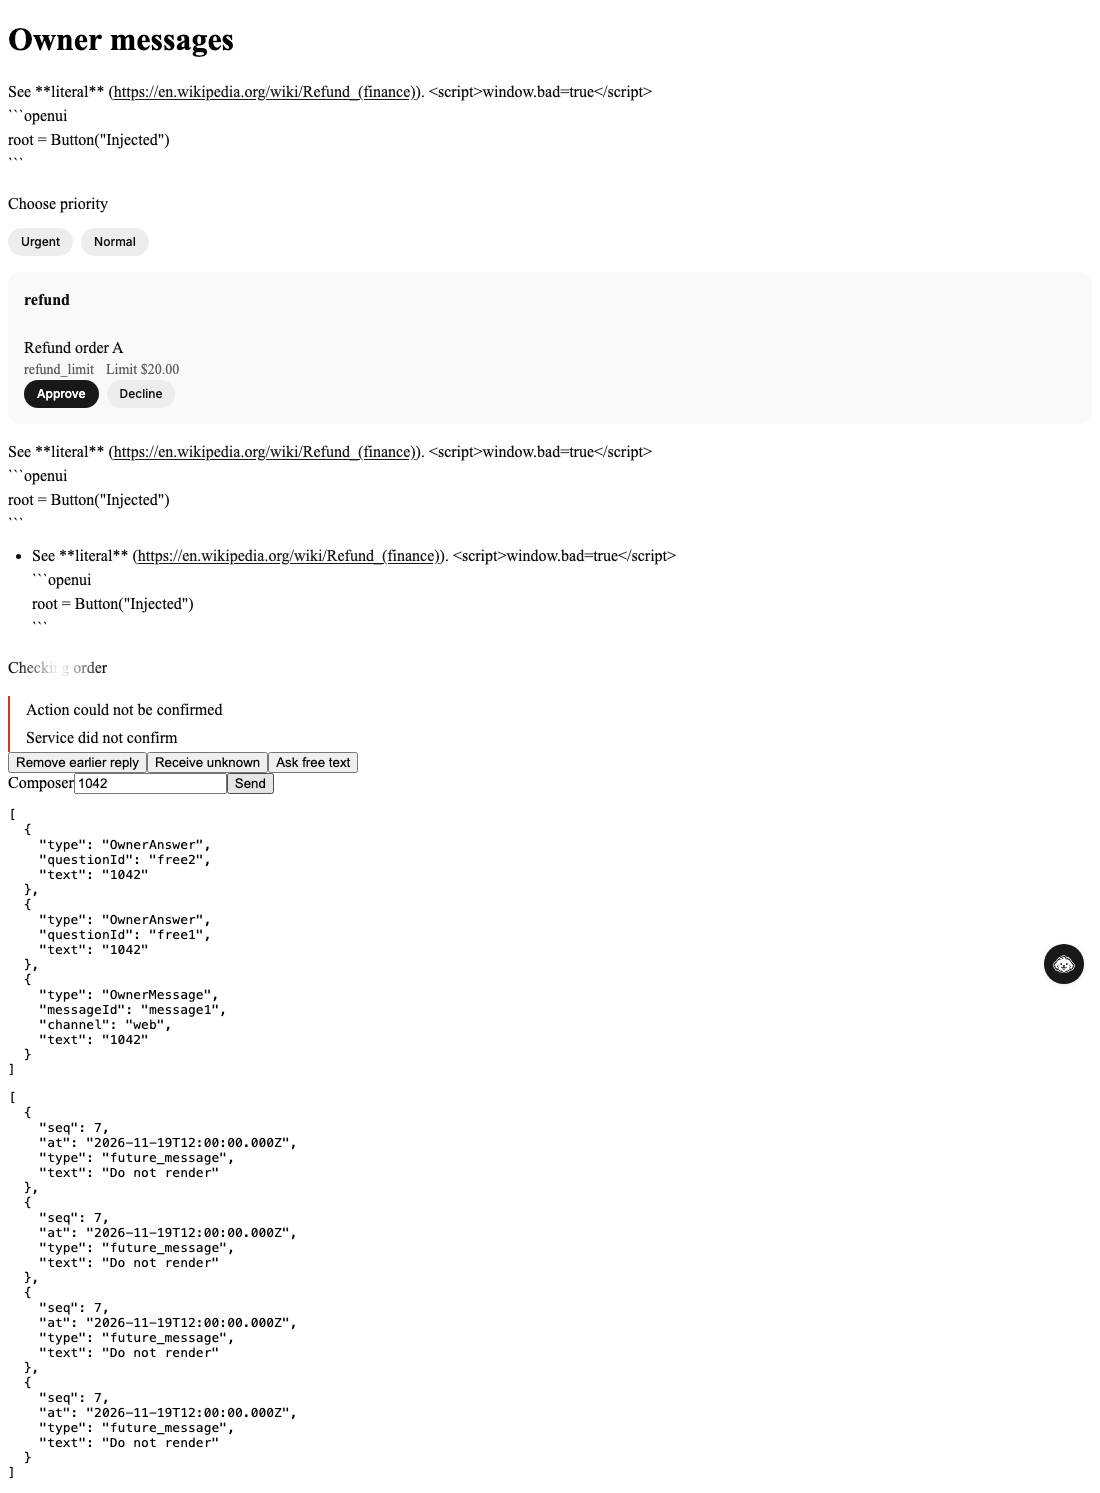 Owner messages
See **literal** (https://en.wikipedia.org/wiki/Refund_(finance)). <script>window.bad=true</script>
```openui
root = Button("Injected")
```
Choose priority
Urgent Normal
refund
Refund order A
refund_limit Limit $20.00
Approve Decline
See **literal** (https://en.wikipedia.org/wiki/Refund_(finance)). <script>window.bad=true</script>
```openui
root = Button("Injected")
```
• See **literal** (https://en.wikipedia.org/wiki/Refund_(finance)). <script>window.bad=true</script>
```openui
root = Button("Injected")
```
Checking order
Action could not be confirmed
Service did not confirm
Remove earlier reply Receive unknown Ask free text
Composer 1042 Send
[
  {
    "type": "OwnerAnswer",
    "questionId": "free2",
    "text": "1042"
  },
  {
    "type": "OwnerAnswer",
    "questionId": "free1",
    "text": "1042"
  },
  {
    "type": "OwnerMessage",
    "messageId": "message1",
    "channel": "web",
    "text": "1042"
  }
]
[
  {
    "seq": 7,
    "at": "2026-11-19T12:00:00.000Z",
    "type": "future_message",
    "text": "Do not render"
  },
  {
    "seq": 7,
    "at": "2026-11-19T12:00:00.000Z",
    "type": "future_message",
    "text": "Do not render"
  },
  {
    "seq": 7,
    "at": "2026-11-19T12:00:00.000Z",
    "type": "future_message",
    "text": "Do not render"
  },
  {
    "seq": 7,
    "at": "2026-11-19T12:00:00.000Z",
    "type": "future_message",
    "text": "Do not render"
  }
]